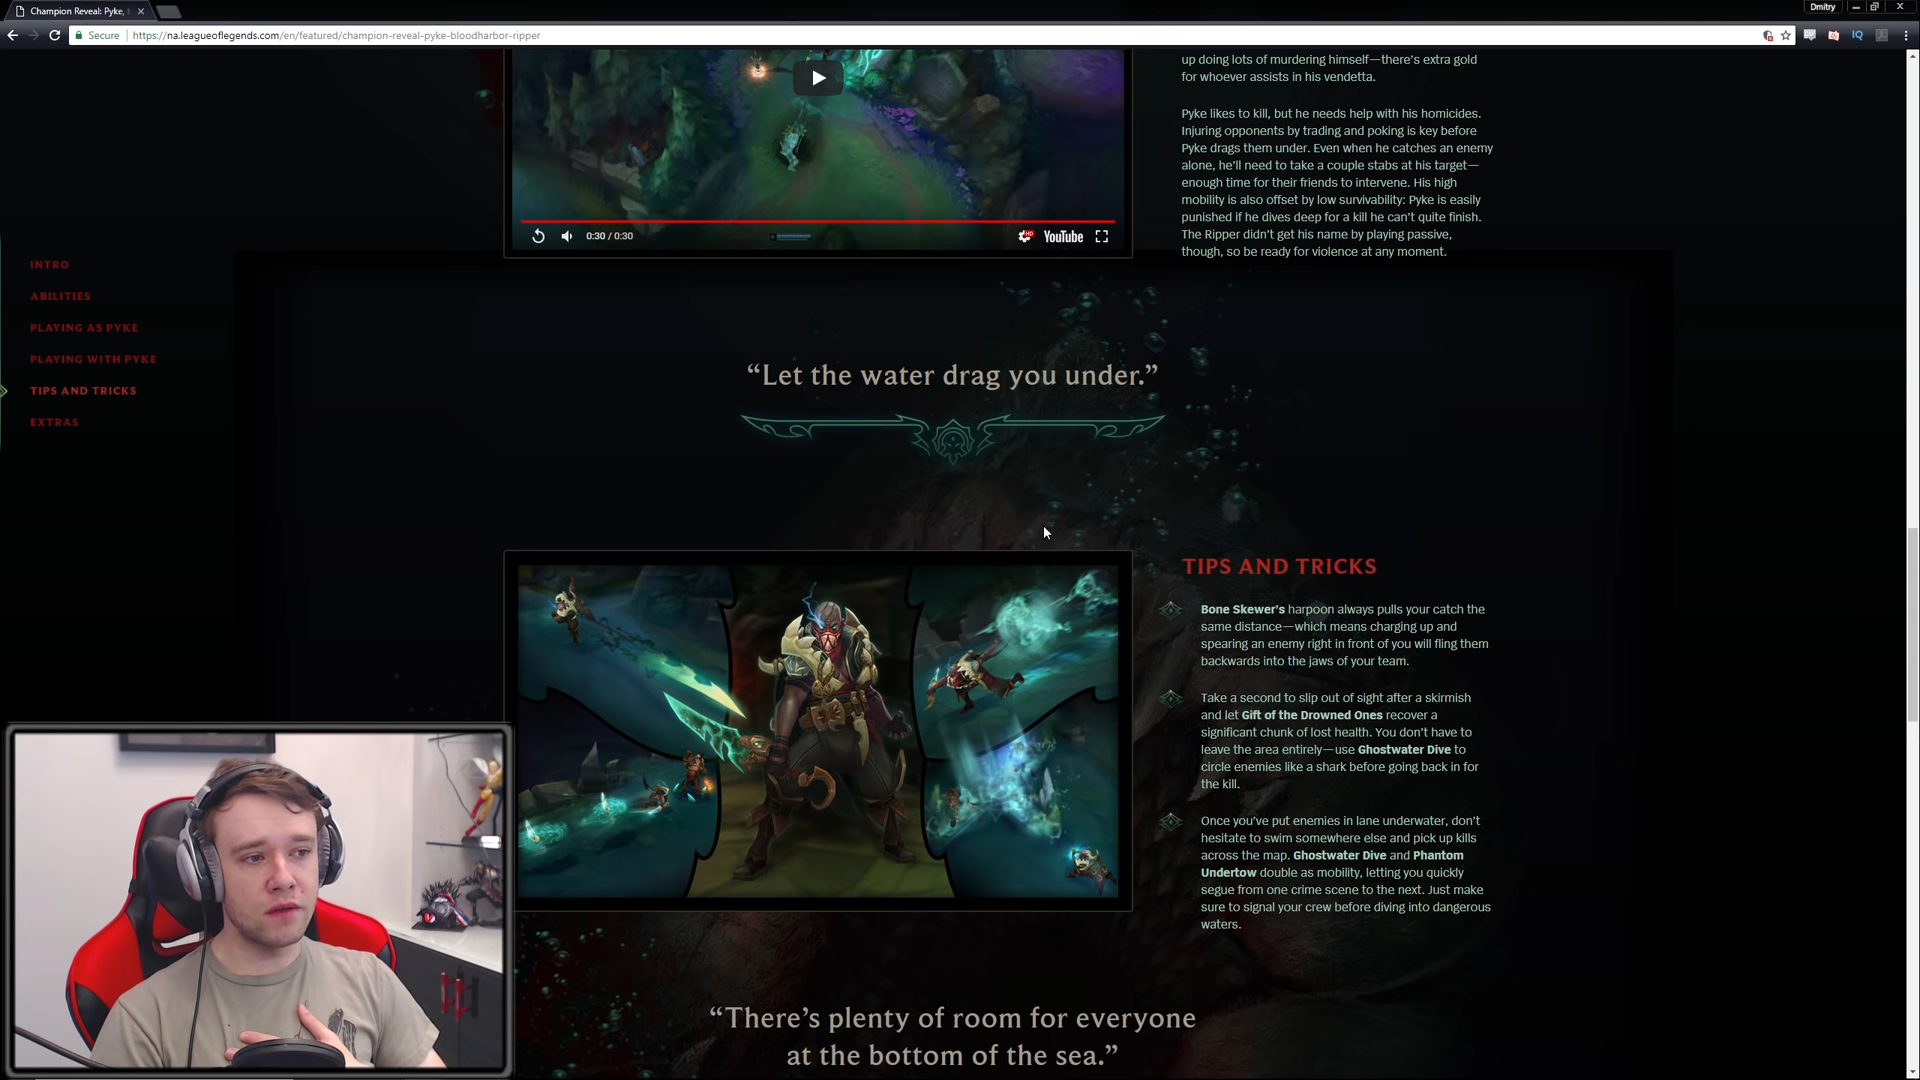 Champion Reveal: Pyke,
Dmitry
Secure
https://na.leagueoflegends.com/en/featured/champion-reveal-pyke-bloodharbor-ripper
IQ
up doing lots of murdering himself—there's extra gold
for whoever assists in his vendetta.
Pyke likes to kill, but he needs help with his homicides.
Injuring opponents by trading and poking is key before
Pyke drags them under. Even when he catches an enemy
alone, he'll need to take a couple stabs at his target—
enough time for their friends to intervene. His high
mobility is also offset by low survivability: Pyke is easily
punished if he dives deep for a kill he can't quite finish.
The Ripper didn't get his name by playing passive,
though, so be ready for violence at any moment.
0:30 / 0:30
HD
YouTube
INTRO
ABILITIES
PLAYING AS PYKE
PLAYING WITH PYKE
TIPS AND TRICKS
EXTRAS
“Let the water drag you under.”
TIPS AND TRICKS
Bone Skewer's harpoon always pulls your catch the
same distance—which means charging up and
spearing an enemy right in front of you will fling them
backwards into the jaws of your team.
Take a second to slip out of sight after a skirmish
and let Gift of the Drowned Ones recover a
significant chunk of lost health. You don't have to
leave the area entirely—use Ghostwater Dive to
circle enemies like a shark before going back in for
the kill.
Once you've put enemies in lane underwater, don't
hesitate to swim somewhere else and pick up kills
across the map. Ghostwater Dive and Phantom
Undertow double as mobility, letting you quickly
segue from one crime scene to the next. Just make
sure to signal your crew before diving into dangerous
waters.
“There's plenty of room for everyone
at the bottom of the sea.”